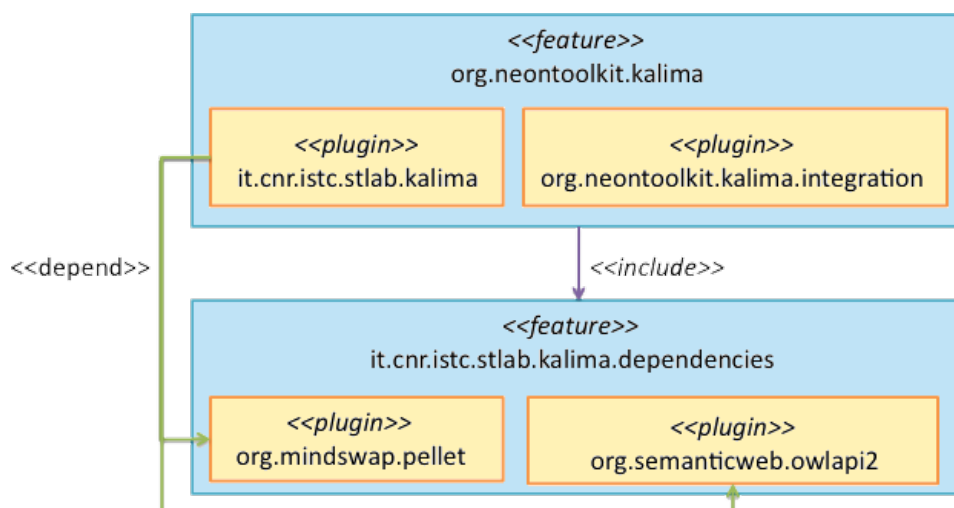 <<feature>>
org.neontoolkit.kalima
<<plugin>>
it.cnr.istc.stlab.kalima
<<plugin>>
org.neontoolkit.kalima.integration
<<depend>>
<<include>>
<<feature>>
it.cnr.istc.stlab.kalima.dependencies
<<plugin>>
org.mindswap.pellet
<<plugin>>
org.semanticweb.owlapi2